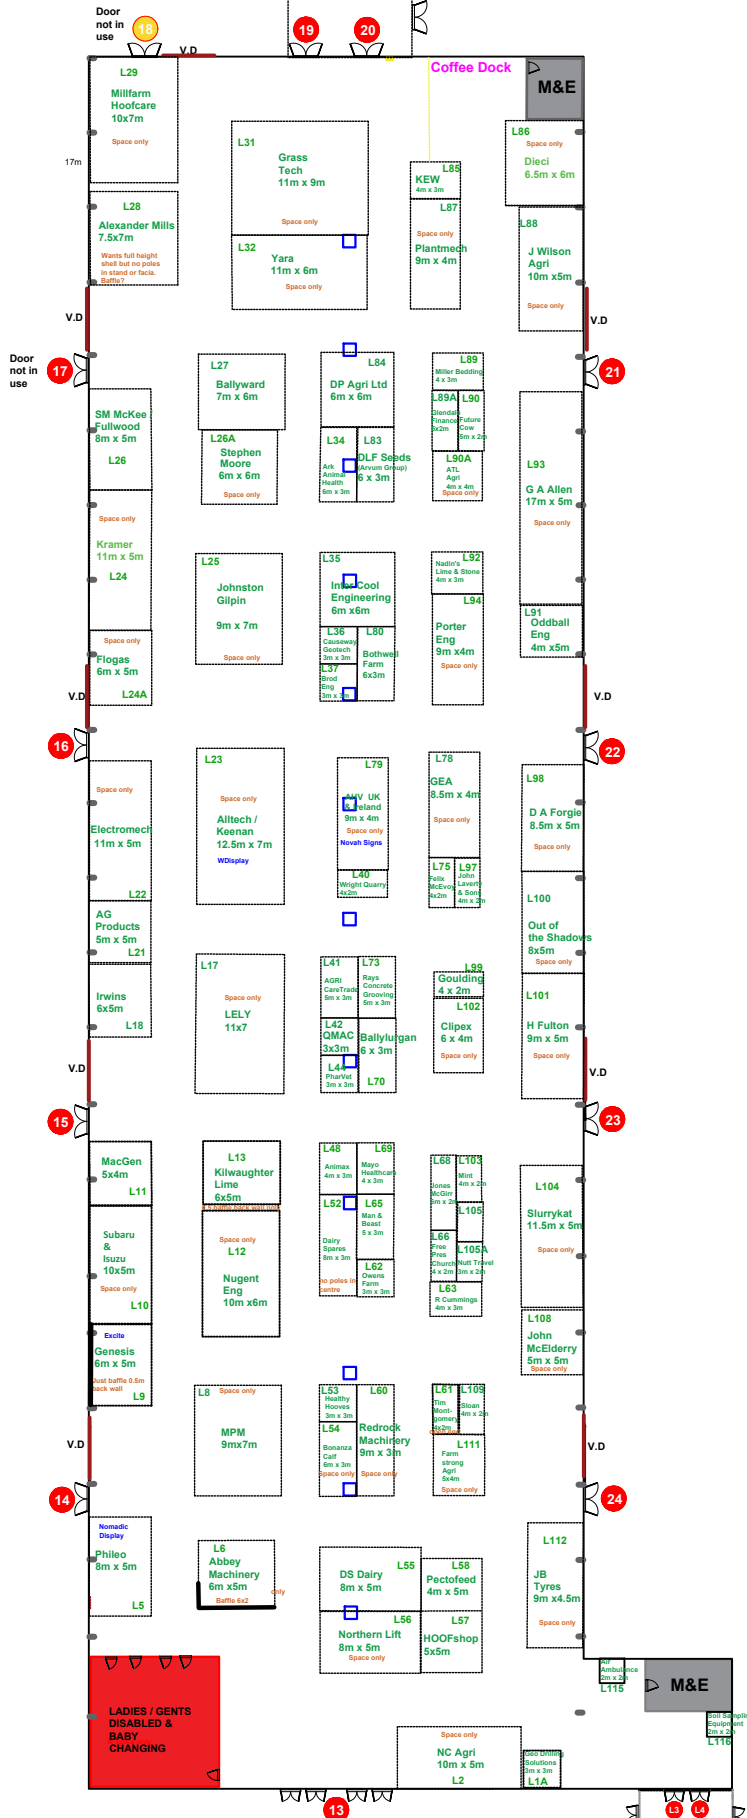 Door
not in
use
18
19
20
V.D
Coffee Dock
M&E
L29
Millfarm
Hoofcare
10x7m
Space only
17m
L31
Grass
Tech
11m x 9m
Space only
L85
KEW
4m x 3m
L86
Space only
Dieci
6.5m x 6m
L28
Alexander Mills
7.5x7m
Wants full height
shell but no poles
in stand or facia.
Baffle?
L32
Yara
11m x 6m
Space only
L87
Space only
Plantmech
9m x 4m
L88
J Wilson
Agri
10m x5m
Space only
V.D
V.D
Door
not in
use
17
21
L27
Ballyward
7m x 6m
L84
DP Agri Ltd
6m x 6m
L89
Miller Bedding
4 x 3m
SM McKee
Fullwood
8m x 5m
L26
L26A
Stephen
Moore
6m x 6m
Space only
L34
Ark
Animal
Health
6m x 3m
L83
DLF Seeds
(Arvum Group)
6 x 3m
L89A
Glendale
Finance
5x2m
L90
Future
Cow
5m x 2m
L90A
ATL
Agri
4m x 4m
Space only
L93
G A Allen
17m x 5m
Space only
Space only
Kramer
11m x 5m
L24
L25
Johnston
Gilpin
9m x 7m
Space only
L35
Inter Cool
Engineering
6m x6m
L92
Nadin's
Lime & Stone
4m x 3m
L94
Porter
Eng
9m x4m
Space only
L91
Oddball
Eng
4m x5m
Space only
Flogas
6m x 5m
L24A
L36
Causeway
Geotech
3m x 3m
L37
Brod
Eng
3m x 3m
L80
Bothwell
Farm
6x3m
V.D
V.D
16
22
Space only
Electromech
11m x 5m
L22
L23
Space only
Alltech /
Keenan
12.5m x 7m
WDisplay
L79
AHV UK
& Ireland
9m x 4m
Space only
Novah Signs
L40
Wright Quarry
4x2m
L78
GEA
8.5m x 4m
Space only
L75
Felix
McEvoy
4x2m
L97
John
Laverty
& Sons
4m x 2m
L98
D A Forgie
8.5m x 5m
Space only
AG
Products
5m x 5m
L21
L100
Out of
the Shadows
8x5m
Space only
Irwins
6x5m
L18
L17
Space only
LELY
11x7
L41
AGRI
CareTrade
5m x 3m
L73
Rays
Concrete
Grooving
5m x 3m
L42
QMAC
3x3m
L44
PharVet
3m x 3m
Ballylurgan
6 x 3m
L70
L99
Goulding
4 x 2m
L102
Clipex
6 x 4m
Space only
L101
H Fulton
9m x 5m
Space only
V.D
V.D
15
23
MacGen
5x4m
L11
L13
Kilwaughter
Lime
6x5m
0.5 baffle back wall only
L48
Animax
4m x 3m
L69
Mayo
Healthcare
4 x 3m
L68
Jones
McGirr
6m x 2m
L103
Mint
4m x 2m
L104
Slurrykat
11.5m x 5m
Space only
Subaru
&
Isuzu
10x5m
Space only
L10
Space only
L12
Nugent
Eng
10m x6m
L52
Dairy
Spares
8m x 3m
no poles in
centre
L65
Man &
Beast
5 x 3m
L62
Owens
Farm
3m x 3m
L105
L66
Free
Pres
Church
4 x 2m
L105A
Nutt Travel
3m x 2m
L63
R Cummings
4m x 3m
Excite
Genesis
6m x 5m
Just baffle 0.5m
back wall
L9
L108
John
McElderry
5m x 5m
Space only
L8
Space only
MPM
9mx7m
L53
Healthy
Hooves
3m x 3m
L54
Bonanza
Calf
6m x 3m
Space only
L60
Redrock
Machinery
9m x 3m
Space only
L61
Tim
Mont-
gomery
4x2m
L109
Sloan
4m x 2m
L111
Farm
strong
Agri
5x4m
Space only
V.D
V.D
14
24
Nomadic
Display
Phileo
8m x 5m
L5
L6
Abbey
Machinery
6m x5m
Baffle 6x2
only
L55
DS Dairy
8m x 5m
L58
Pectofeed
4m x 5m
L112
JB
Tyres
9m x4.5m
Space only
L56
Northern Lift
8m x 5m
Space only
L57
HOOFshop
5x5m
Air
Ambulance
2m x 2m
L115
M&E
LADIES / GENTS
DISABLED &
BABY
CHANGING
Soil Sampling
Equipment
2m x 2m
L116
Space only
NC Agri
10m x 5m
L2
Geo Drilling
Solutions
3m x 3m
L1A
13
L3
L4